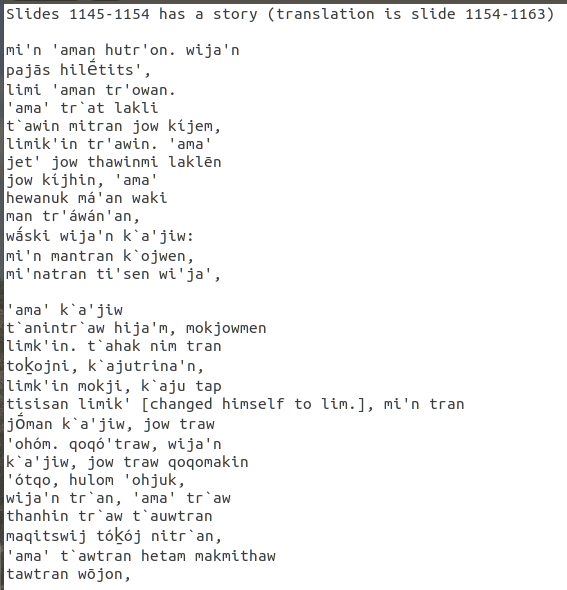 Slides 1145-1154 has a story (translation is slide 1154-1163)
mi'n 'aman hutr'on. wija'n
pajās hilḗtits',
limi 'aman tr'owan.
'ama' tr`at lakli
t`awin mitran jow kíjem,
limik'in tr'awin. 'ama'
jet' jow thawinmi laklēn
jow kíjhin, 'ama'
hewanuk má'an waki
man tr'áwán'an,
wā́ski wija'n k`a'jiw:
mi'n mantran k`ojwen,
mi'natran ti'sen wi'ja',
'ama' k`a'jiw
t`anintr`aw hija'm, mokjowmen
limk'in. t`ahak nim tran
toḵojni, k`ajutrina'n,
limk'in mokji, k`aju tap
tisisan limik' [changed himself to lim.], mi'n tran
jṓman k`a'jiw, jow traw
'ohóm. qoqó'traw, wija'n
k`a'jiw, jow traw qoqomakin
'ótqo, hulom 'ohjuk,
wija'n tr`an, 'ama' tr`aw
thanhin tr`aw t`auwtran
maqitswij tóḵój nitr`an,
'ama' t`awtran hetam makmithaw
tawtran wōjon,